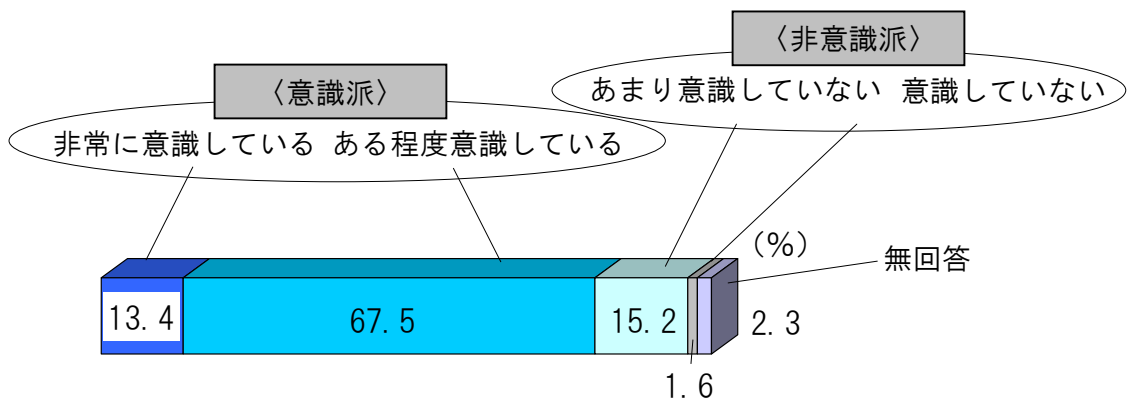 〈非意識派〉
〈意識派〉
あまり意識していない 意識していない
非常に意識している ある程度意識している
(%)
無回答
13.4
67.5
15.2
2.3
1.6